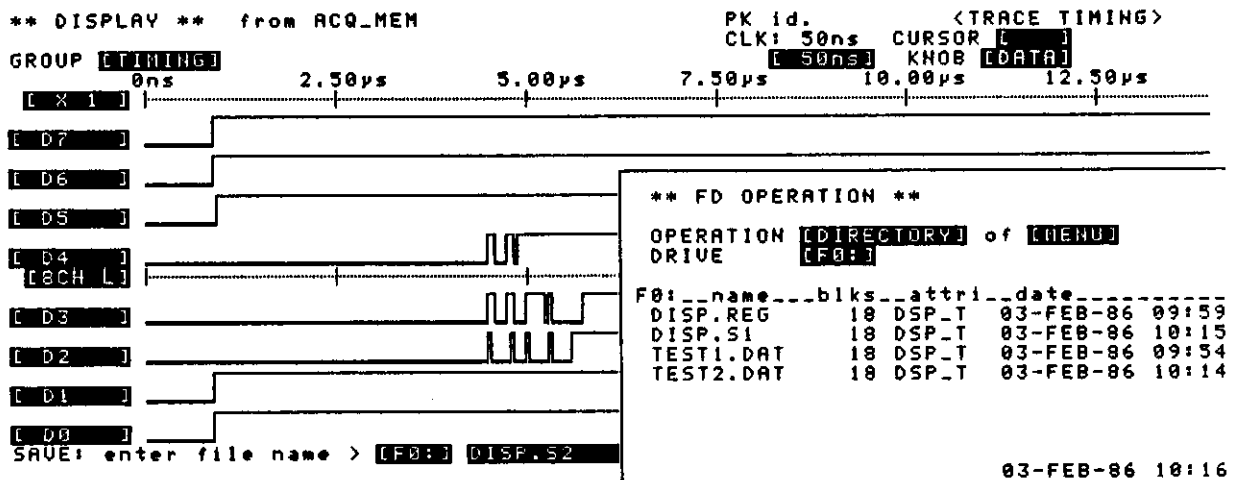 ** DISPLAY ** from ACQ_MEM PK id. <TRACE TIMING>
CLK: 50ns CURSOR [ ]
GROUP [TIMING] [ 50ns] KNOB [DATA]
0ns 2.50µs 5.00µs 7.50µs 10.00µs 12.50µs
[ X 1 ]
[ D7 ]
[ D6 ]
[ D5 ]
[ D4 ]
[8CH L]
[ D3 ]
[ D2 ]
[ D1 ]
[ D0 ]
SAVE: enter file name > [F0:] DISP.S2
** FD OPERATION **
OPERATION [DIRECTORY] of [MENU]
DRIVE [F0:]
F0:__name___blks__attri__date__________
DISP.REG 18 DSP_T 03-FEB-86 09:59
DISP.S1 18 DSP_T 03-FEB-86 10:15
TEST1.DAT 18 DSP_T 03-FEB-86 09:54
TEST2.DAT 18 DSP_T 03-FEB-86 10:14
03-FEB-86 10:16